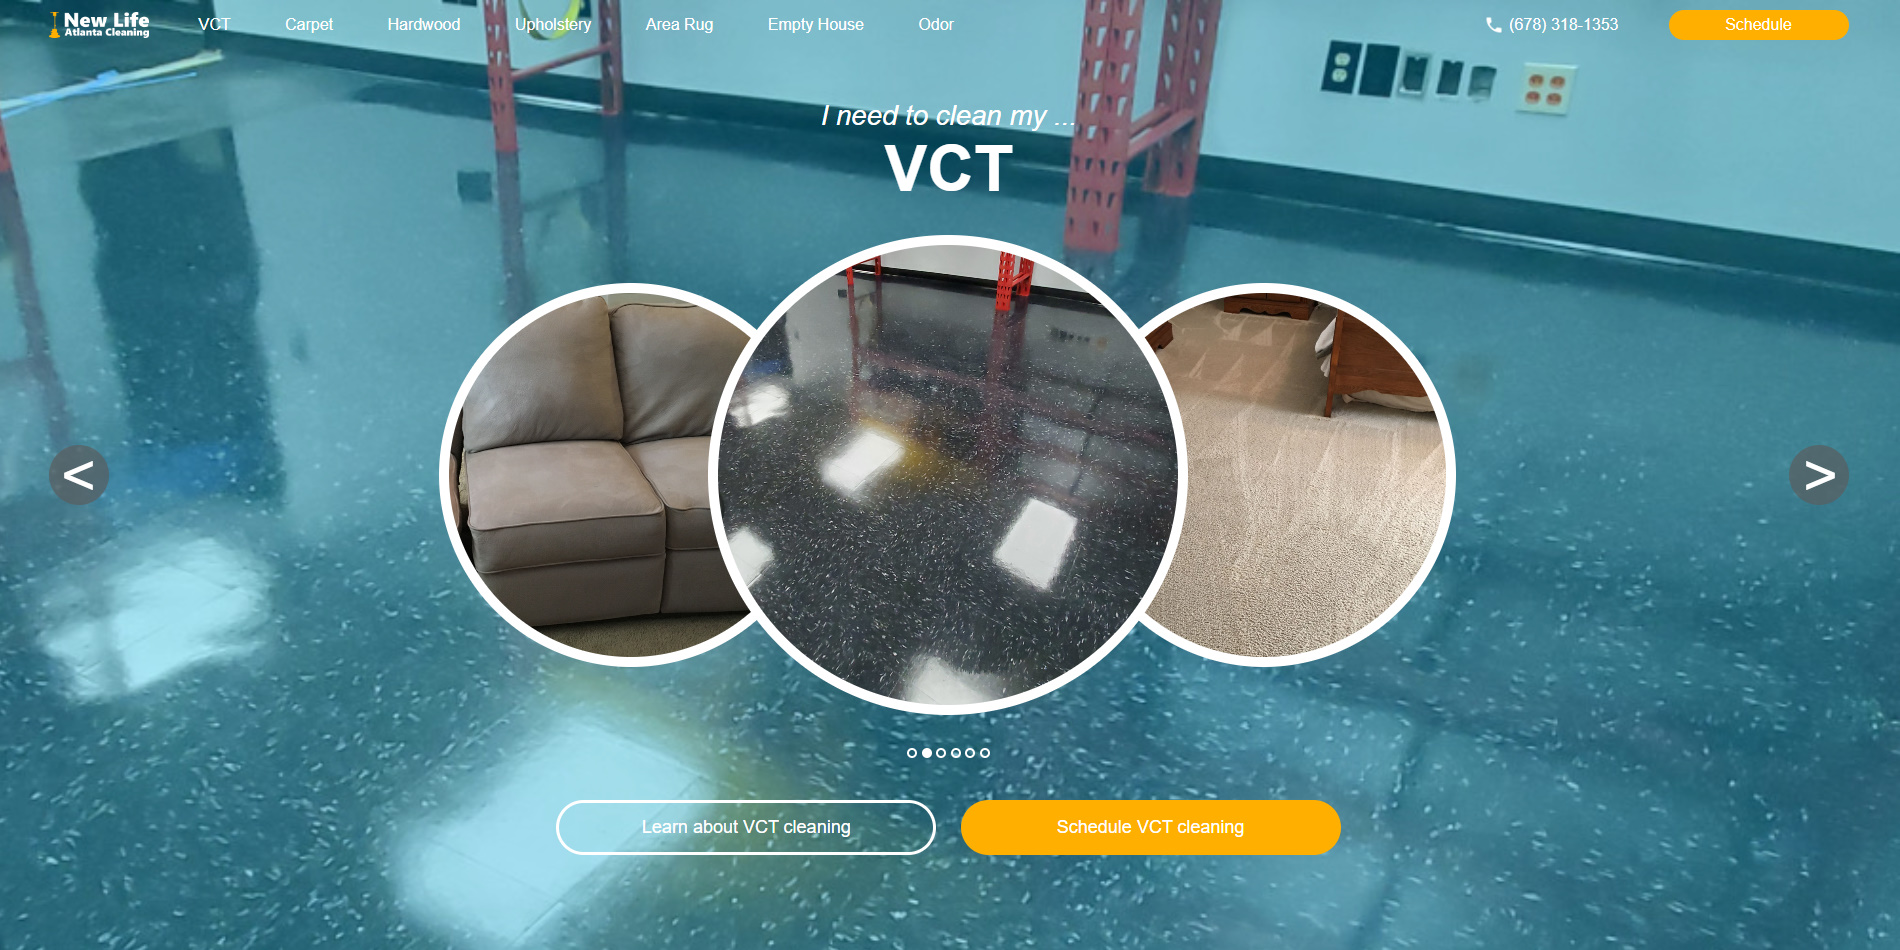 New Life
Atlanta Cleaning
VCT Carpet Hardwood Upholstery Area Rug Empty House Odor (678) 318-1353 Schedule
I need to clean my ...
VCT
< >
Learn about VCT cleaning Schedule VCT cleaning